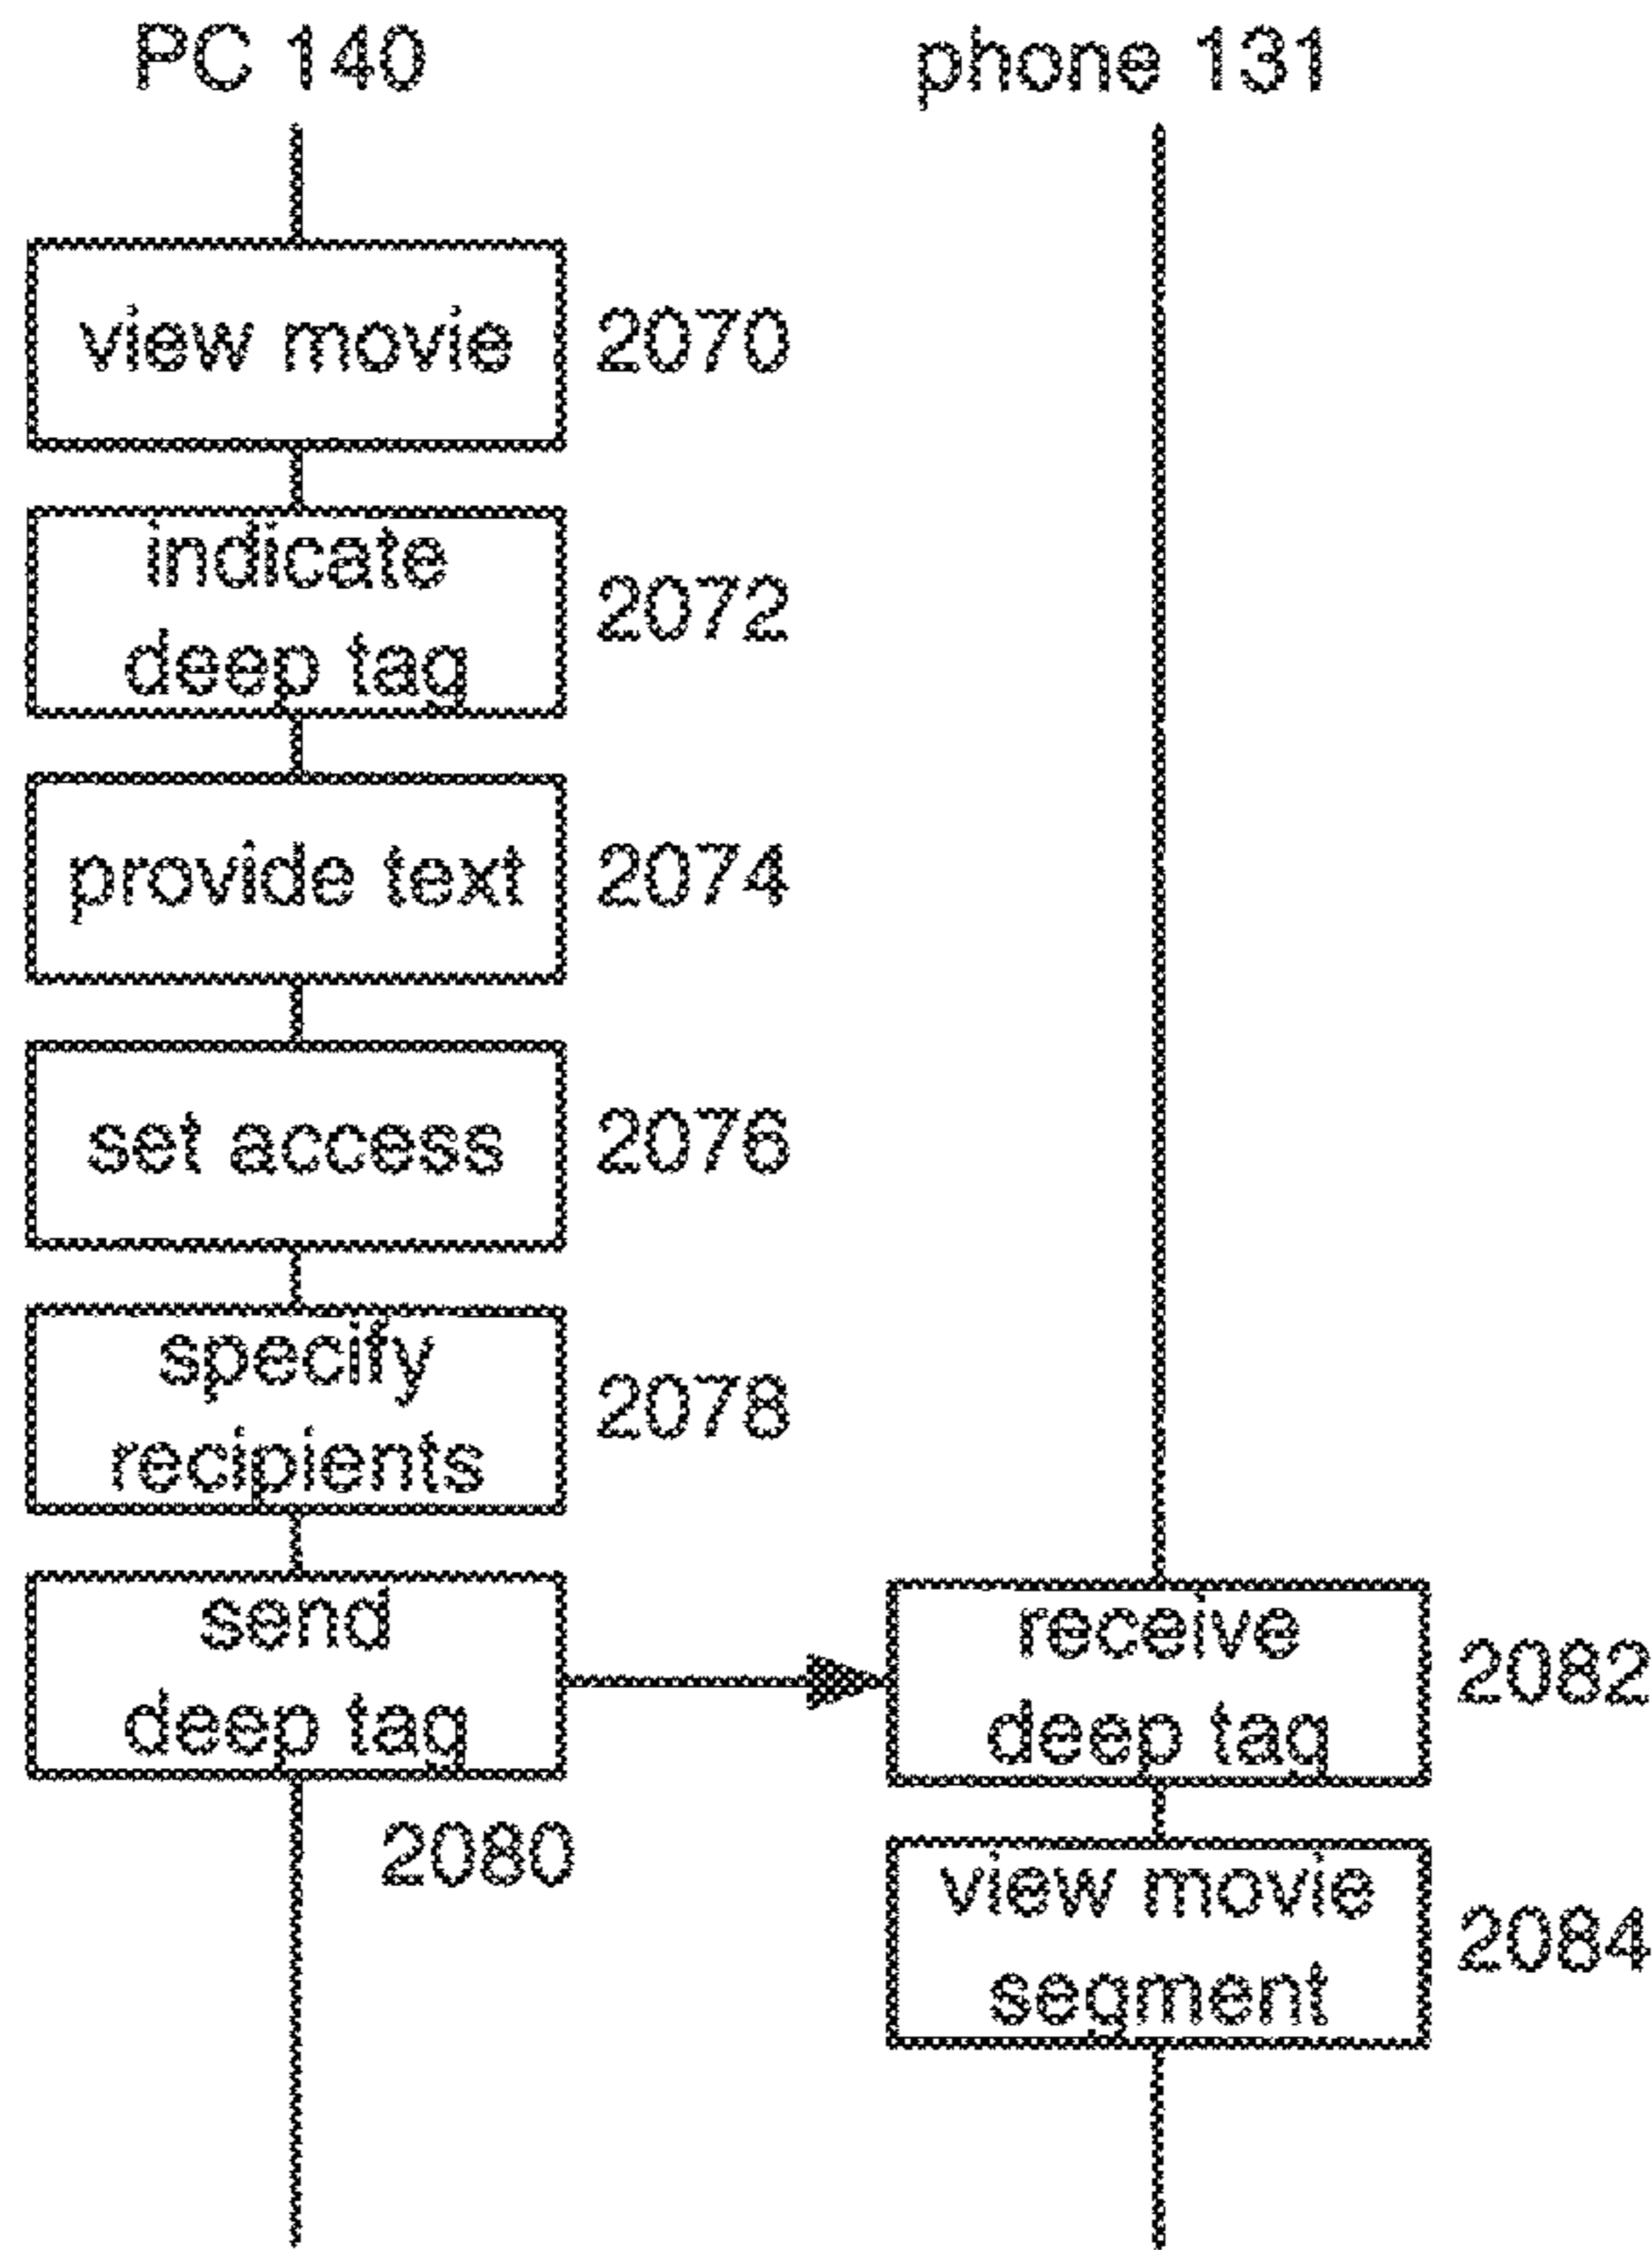 PC 140
phone 131
view movie
2070
indicate
deep tag
2072
provide text
2074
set access
2076
specify
recipients
2078
send
deep tag
2080
receive
deep tag
2082
view movie
segment
2084